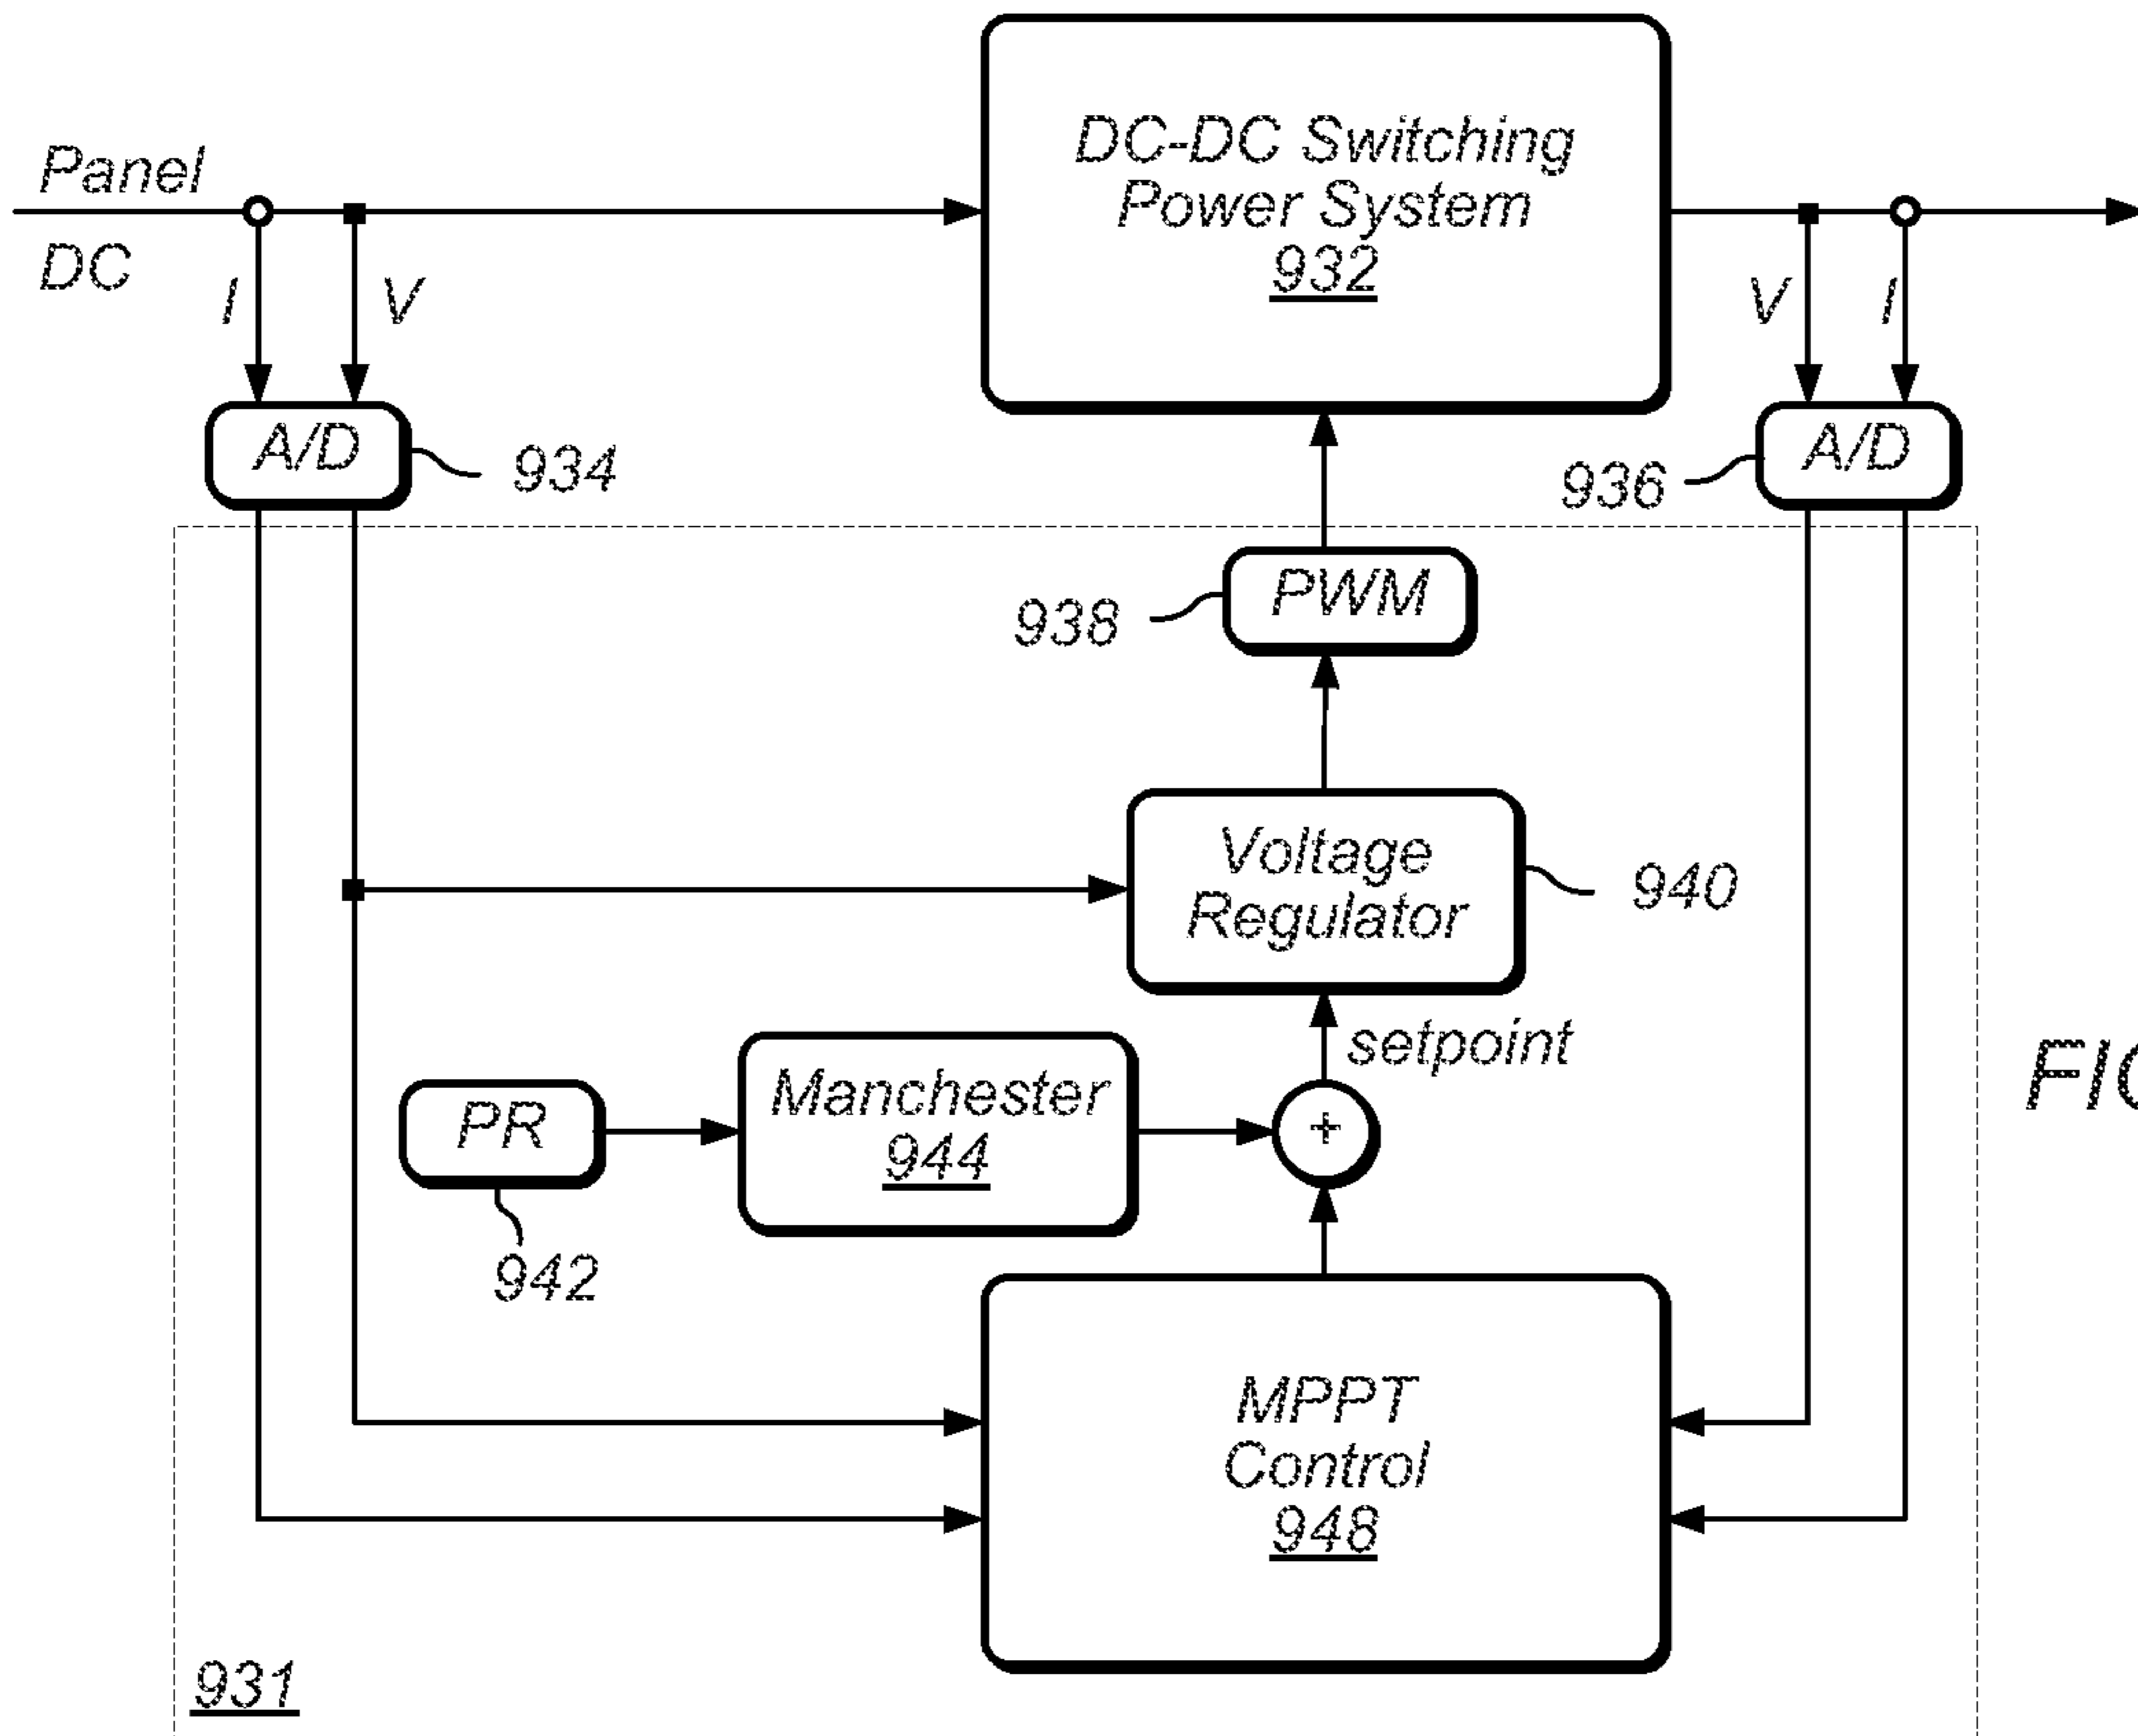 DC-DC Switching
Power System
932
Panel
DC
I
V
V
I
A/D
934
936
A/D
PWM
938
Voltage
Regulator
940
setpoint
PR
942
Manchester
944
+
MPPT
Control
948
931